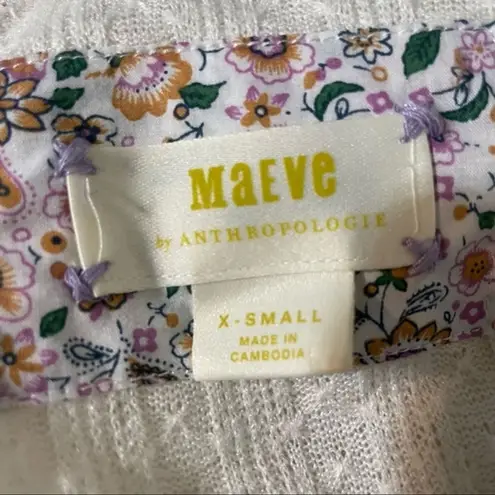 MaEVe
by ANTHROPOLOGIE
X-SMALL
MADE IN
CAMBODIA